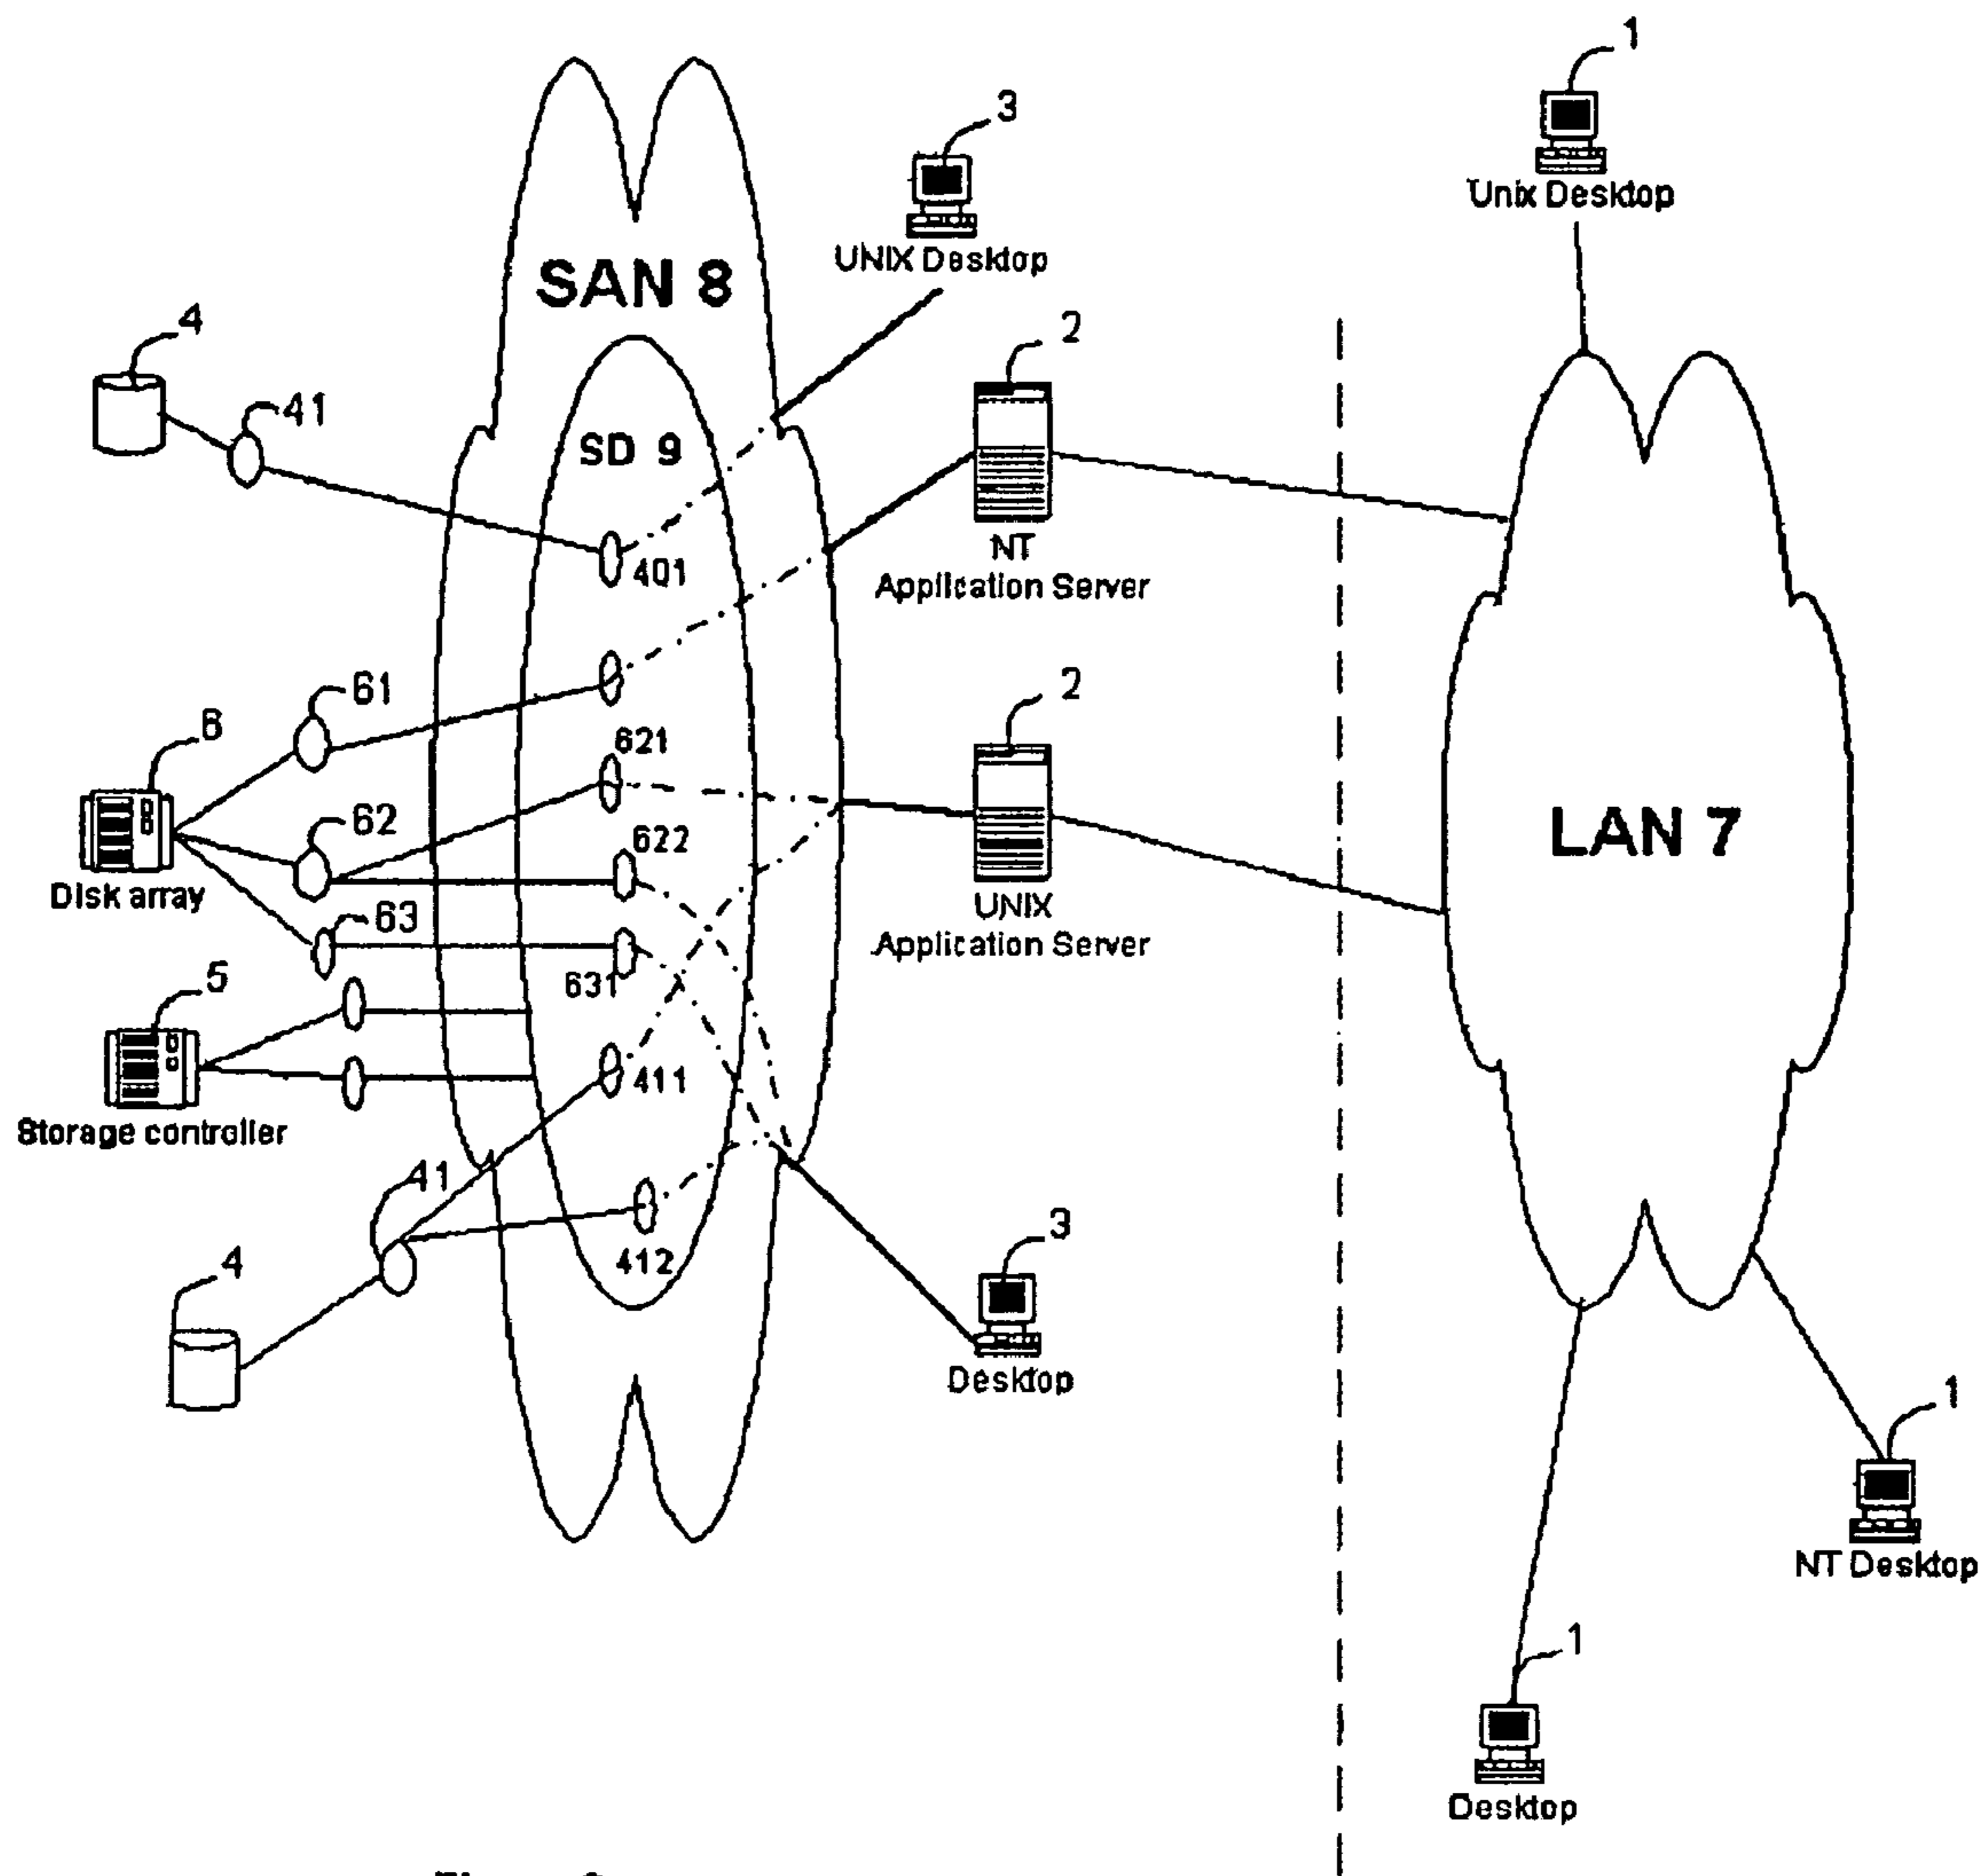 1
Unix Desktop
3
UNIX Desktop
SAN 8
4
41
SD 9
401
2
NT
Application Server
61
6
Disk array
62
63
621
622
631
2
UNIX
Application Server
LAN 7
5
Storage controller
411
41
412
4
3
Desktop
1
NT Desktop
1
Desktop